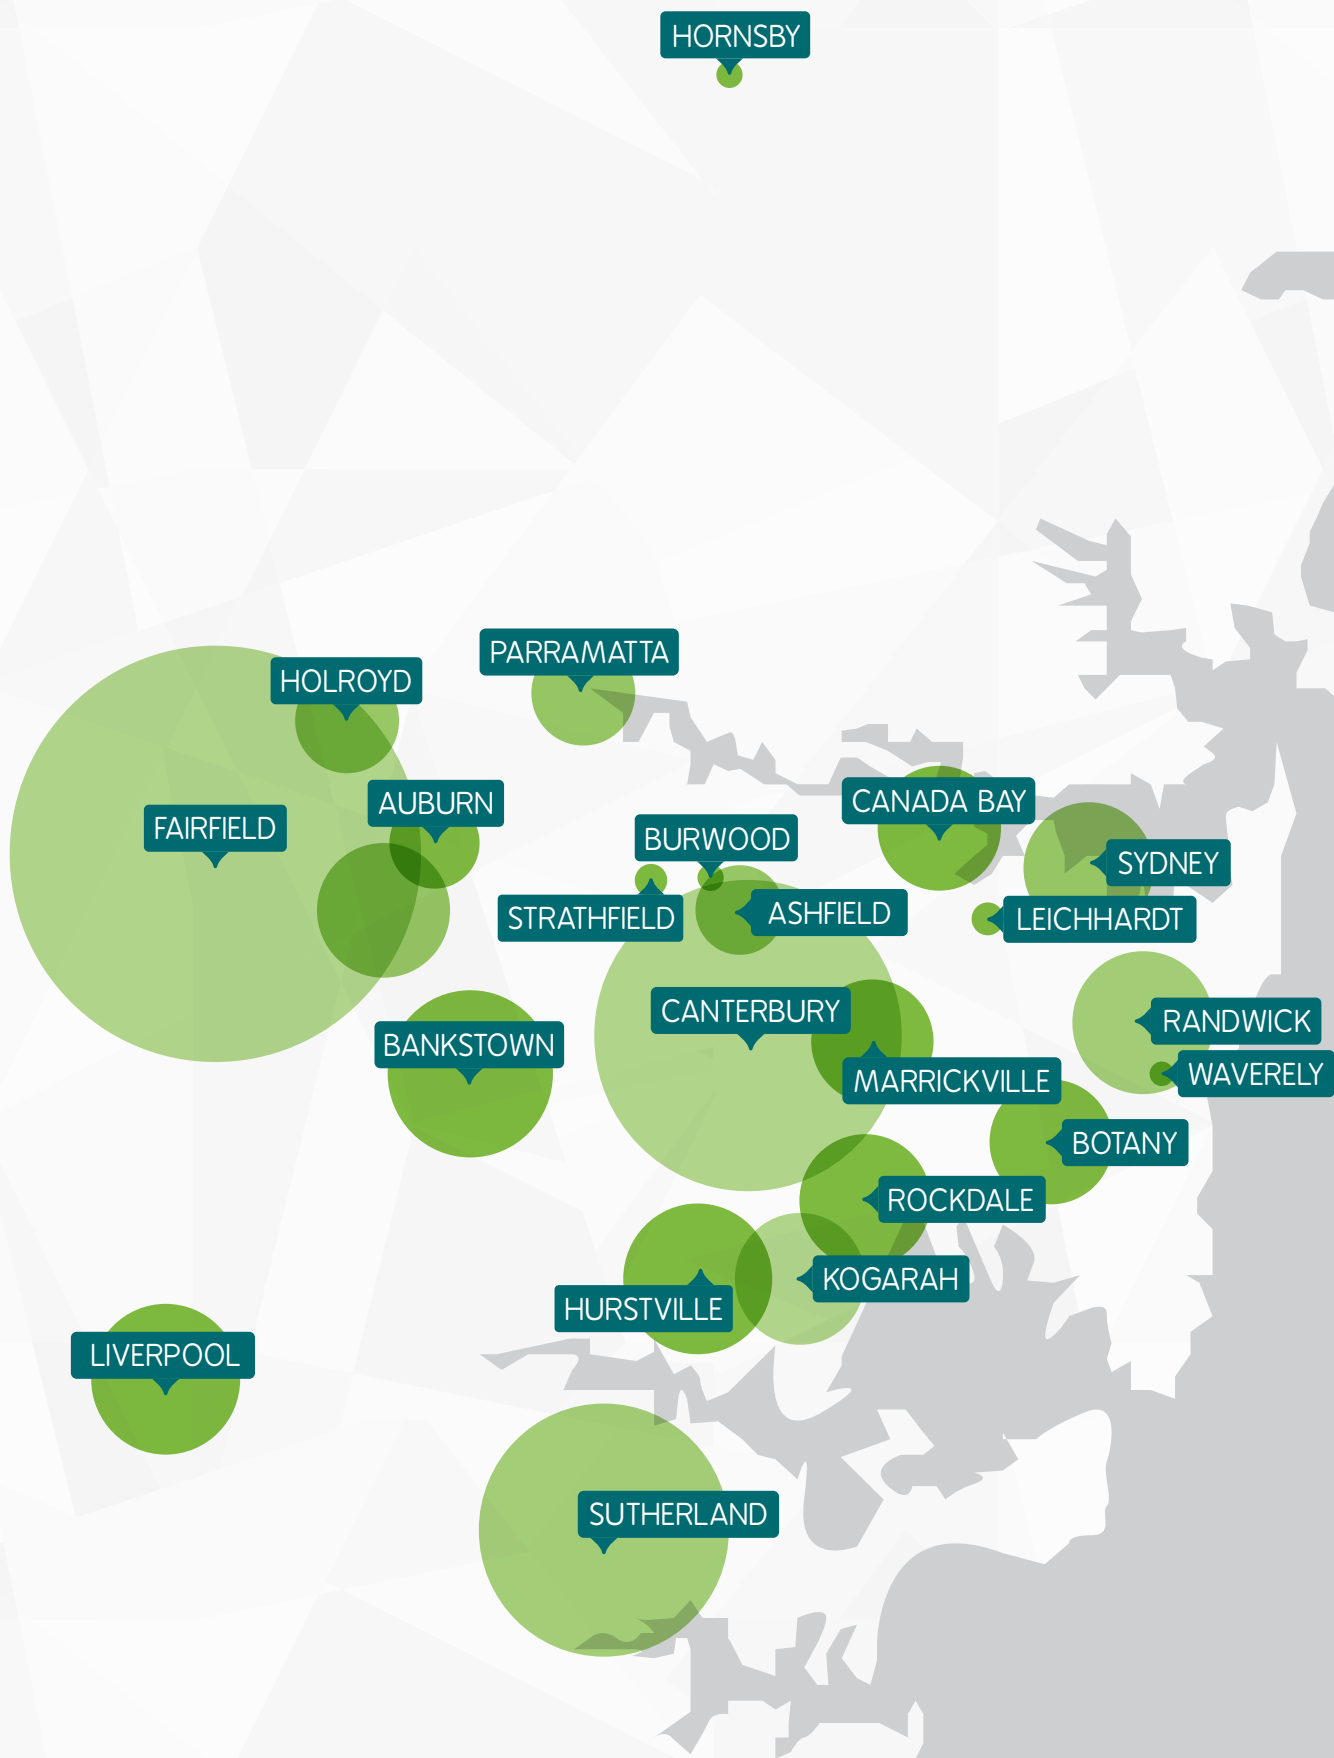 HORNSBY
PARRAMATTA
HOLROYD
AUBURN
CANADA BAY
FAIRFIELD
BURWOOD
SYDNEY
STRATHFIELD
ASHFIELD
LEICHHARDT
CANTERBURY
RANDWICK
BANKSTOWN
MARRICKVILLE
WAVERELY
BOTANY
ROCKDALE
KOGARAH
HURSTVILLE
LIVERPOOL
SUTHERLAND